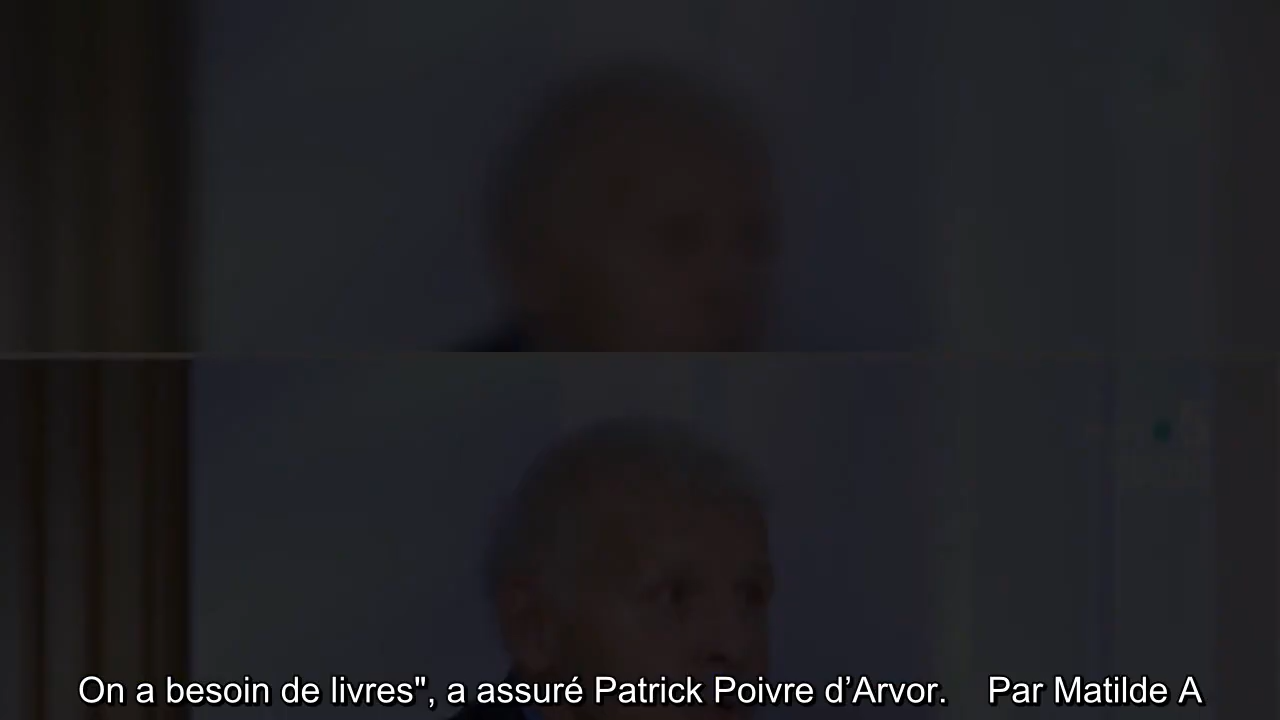 On a besoin de livres", a assuré Patrick Poivre d’Arvor. Par Matilde A